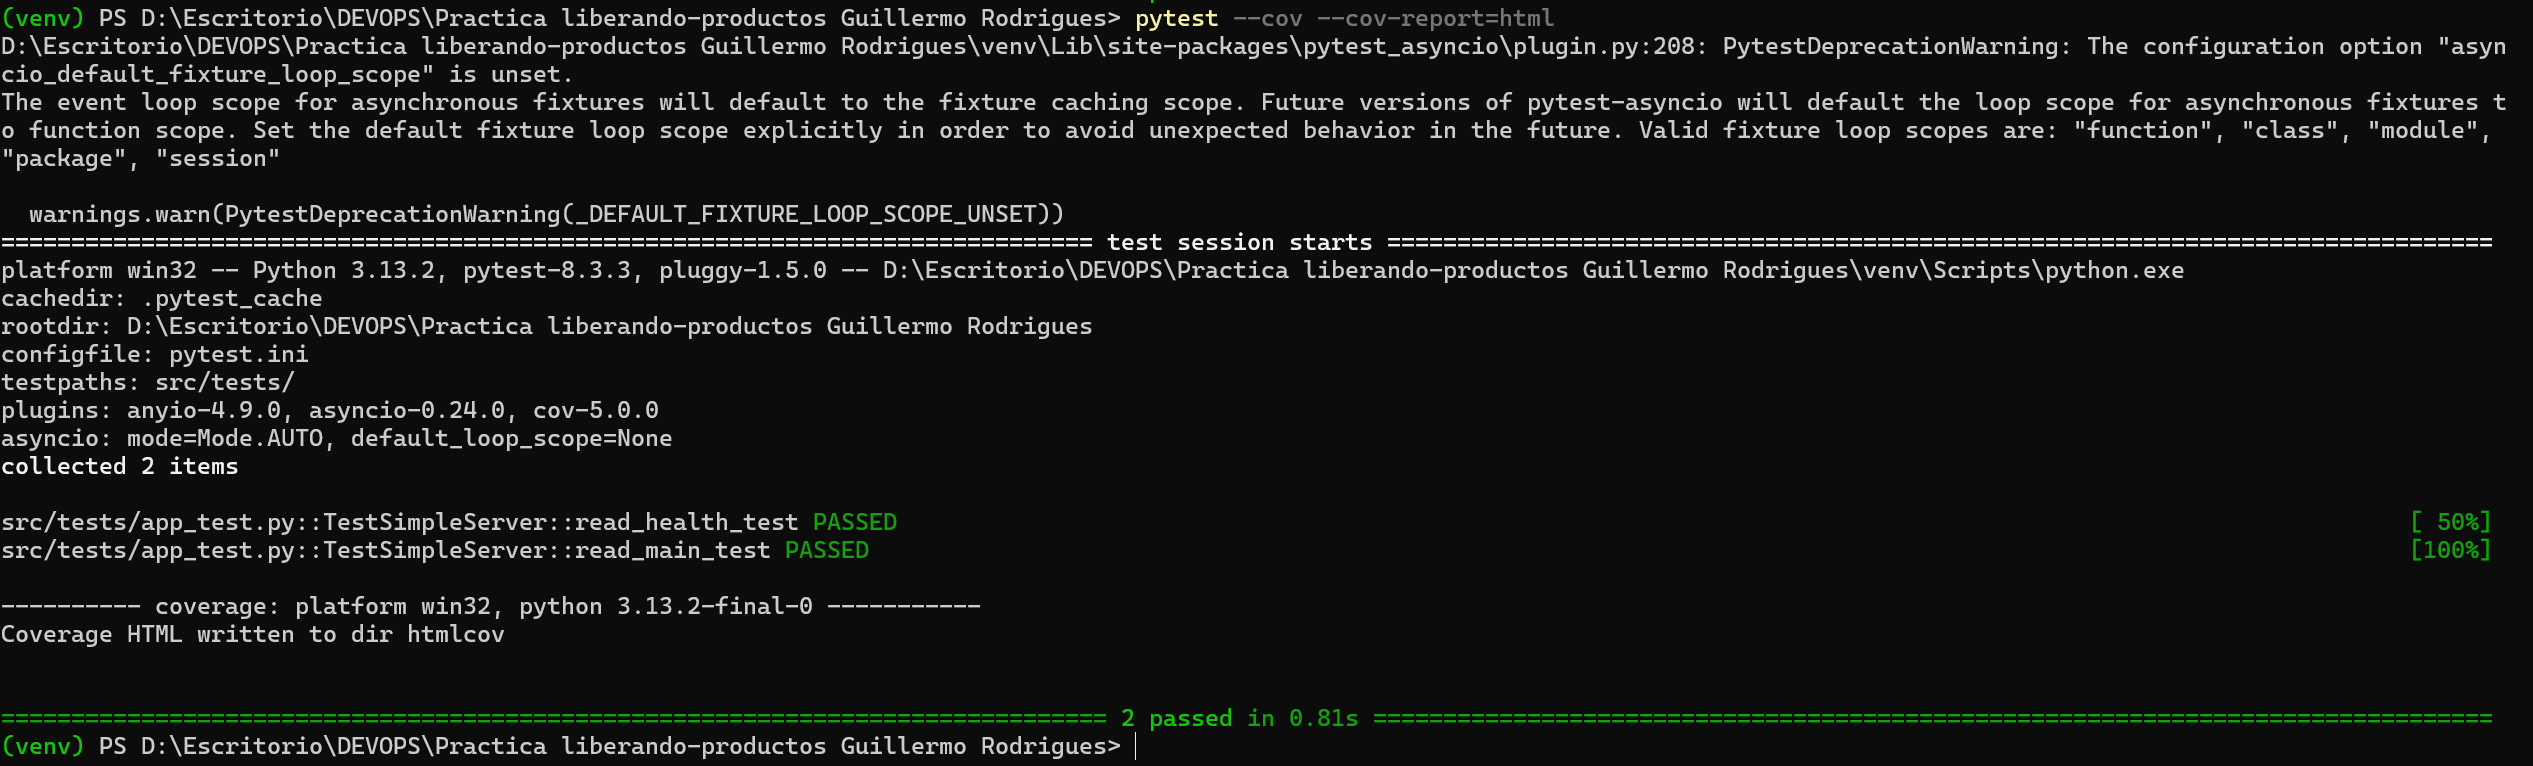 (venv) PS D:\Escritorio\DEVOPS\Practica liberando-productos Guillermo Rodrigues> pytest --cov --cov-report=html
D:\Escritorio\DEVOPS\Practica liberando-productos Guillermo Rodrigues\venv\Lib\site-packages\pytest_asyncio\plugin.py:208: PytestDeprecationWarning: The configuration option "asyn
cio_default_fixture_loop_scope" is unset.
The event loop scope for asynchronous fixtures will default to the fixture caching scope. Future versions of pytest-asyncio will default the loop scope for asynchronous fixtures t
o function scope. Set the default fixture loop scope explicitly in order to avoid unexpected behavior in the future. Valid fixture loop scopes are: "function", "class", "module",
"package", "session"
  warnings.warn(PytestDeprecationWarning(_DEFAULT_FIXTURE_LOOP_SCOPE_UNSET))
============================================================================== test session starts ===============================================================================
platform win32 -- Python 3.13.2, pytest-8.3.3, pluggy-1.5.0 -- D:\Escritorio\DEVOPS\Practica liberando-productos Guillermo Rodrigues\venv\Scripts\python.exe
cachedir: .pytest_cache
rootdir: D:\Escritorio\DEVOPS\Practica liberando-productos Guillermo Rodrigues
configfile: pytest.ini
testpaths: src/tests/
plugins: anyio-4.9.0, asyncio-0.24.0, cov-5.0.0
asyncio: mode=Mode.AUTO, default_loop_scope=None
collected 2 items
src/tests/app_test.py::TestSimpleServer::read_health_test PASSED [ 50%]
src/tests/app_test.py::TestSimpleServer::read_main_test PASSED [100%]
---------- coverage: platform win32, python 3.13.2-final-0 -----------
Coverage HTML written to dir htmlcov
=============================================================================== 2 passed in 0.81s ================================================================================
(venv) PS D:\Escritorio\DEVOPS\Practica liberando-productos Guillermo Rodrigues>